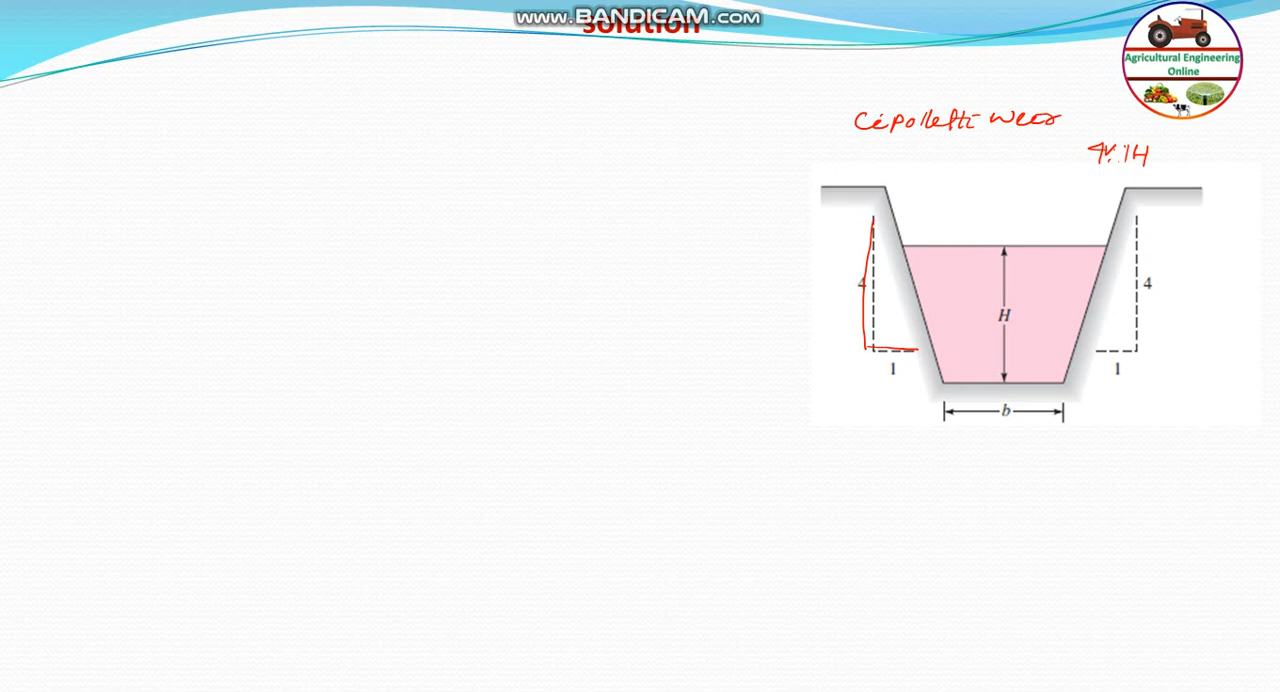 www.BANDICAM.com
solution
Agricultural Engineering
Online
Cipolletti weir
4V:1H
4
H
4
1
1
b